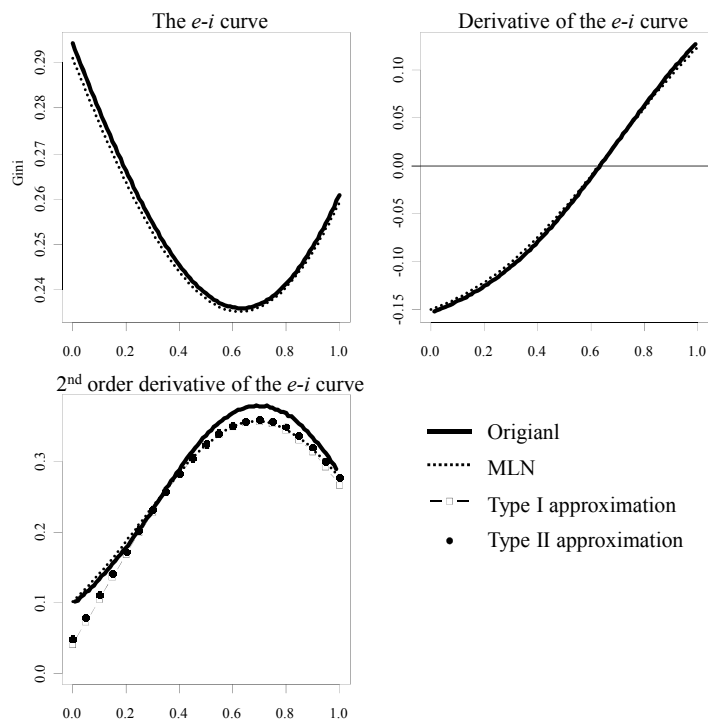 The e-i curve
Gini
0.29
0.28
0.27
0.26
0.25
0.24
0.0 0.2 0.4 0.6 0.8 1.0
Derivative of the e-i curve
0.10
0.05
0.00
-0.05
-0.10
-0.15
0.0 0.2 0.4 0.6 0.8 1.0
2nd order derivative of the e-i curve
0.3
0.2
0.1
0.0
0.0 0.2 0.4 0.6 0.8 1.0
Origianl
MLN
Type I approximation
Type II approximation